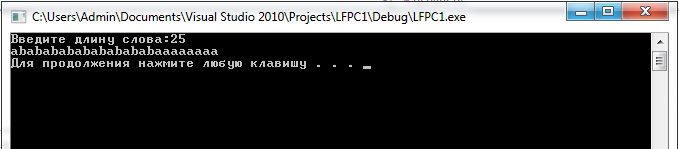 C:\Users\Admin\Documents\Visual Studio 2010\Projects\LFPC1\Debug\LFPC1.exe
Введите длину слова:25
abababababababababaaaaaaaa
Для продолжения нажмите любую клавишу . . . _